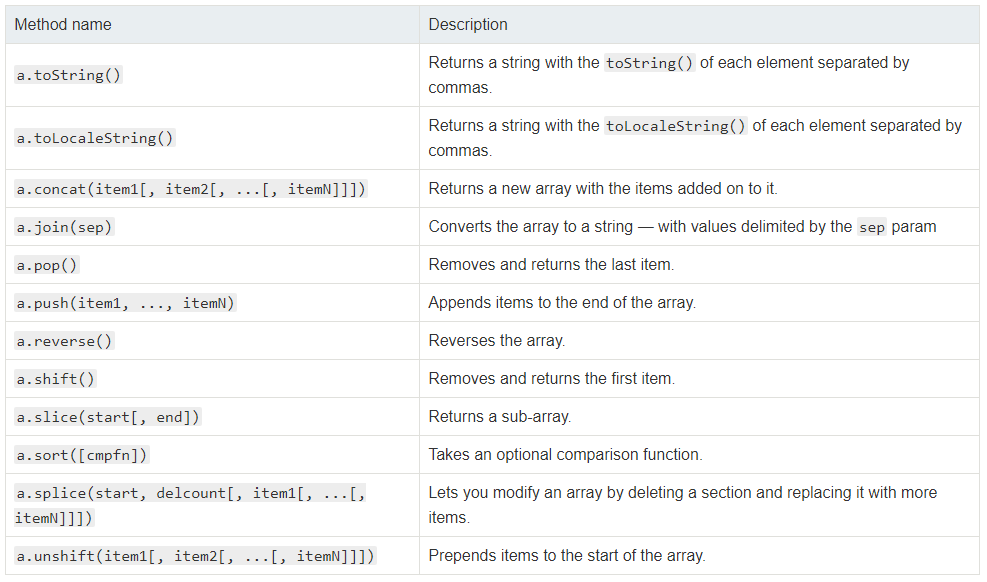 Method name Description
a.toString() Returns a string with the toString() of each element separated by
commas.
a.toLocaleString() Returns a string with the toLocaleString() of each element separated by
commas.
a.concat(item1[, item2[, ...[, itemN]]]) Returns a new array with the items added on to it.
a.join(sep) Converts the array to a string — with values delimited by the sep param
a.pop() Removes and returns the last item.
a.push(item1, ..., itemN) Appends items to the end of the array.
a.reverse() Reverses the array.
a.shift() Removes and returns the first item.
a.slice(start[, end]) Returns a sub-array.
a.sort([cmpfn]) Takes an optional comparison function.
a.splice(start, delcount[, item1[, ...[, Lets you modify an array by deleting a section and replacing it with more
itemN]]]) items.
a.unshift(item1[, item2[, ...[, itemN]]]) Prepends items to the start of the array.